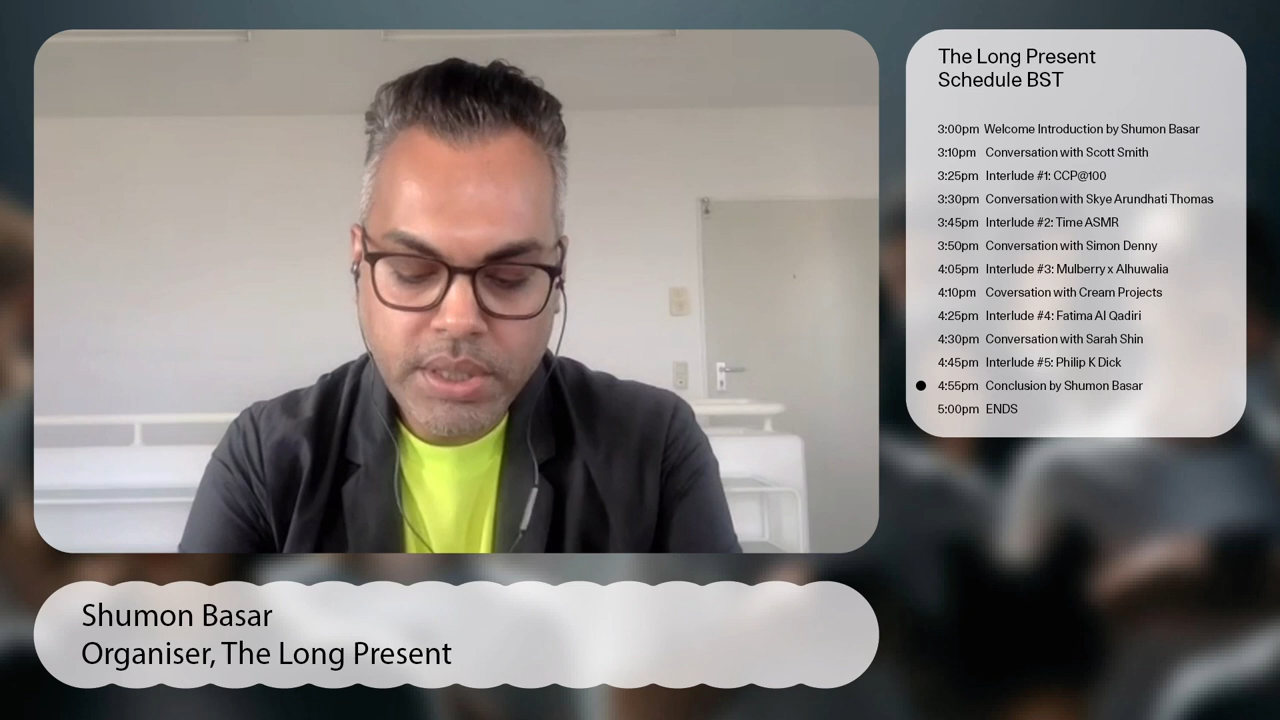 The Long Present
Schedule BST
3:00pm Welcome Introduction by Shumon Basar
3:10pm Conversation with Scott Smith
3:25pm Interlude #1: CCP@100
3:30pm Conversation with Skye Arundhati Thomas
3:45pm Interlude #2: Time ASMR
3:50pm Conversation with Simon Denny
4:05pm Interlude #3: Mulberry x Alhuwalia
4:10pm Coversation with Cream Projects
4:25pm Interlude #4: Fatima Al Qadiri
4:30pm Conversation with Sarah Shin
4:45pm Interlude #5: Philip K Dick
4:55pm Conclusion by Shumon Basar
5:00pm ENDS
Shumon Basar
Organiser, The Long Present